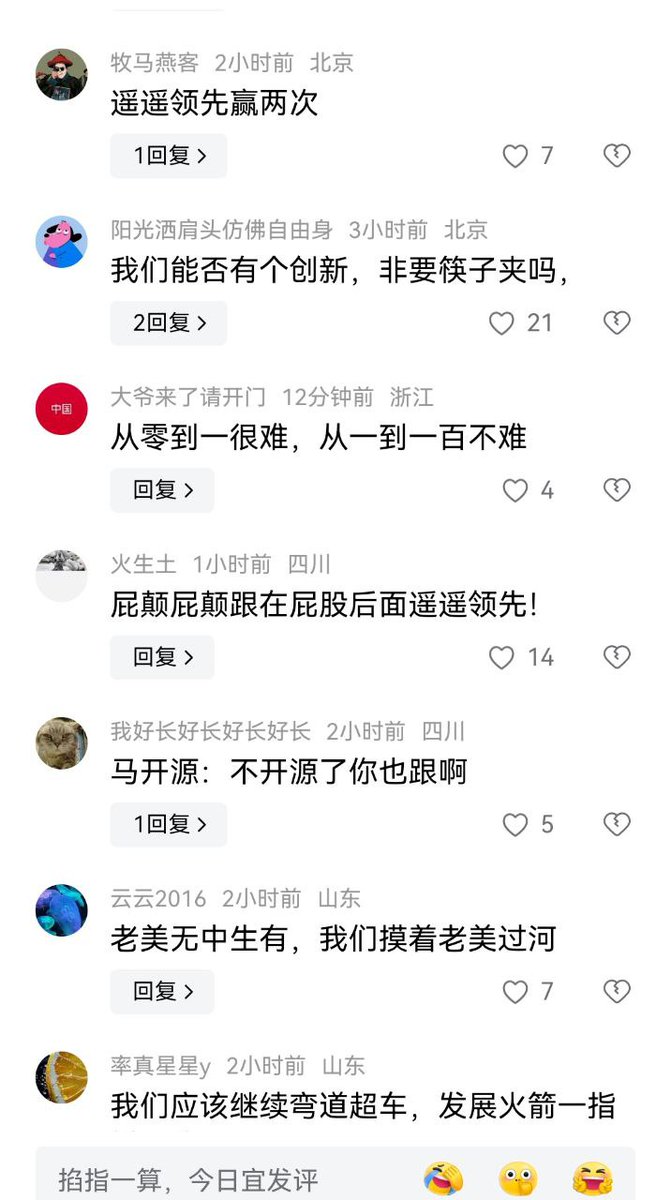 牧马燕客 2小时前 北京
遥遥领先赢两次
1回复 >
7
阳光洒肩头仿佛自由身 3小时前 北京
我们能否有个创新，非要筷子夹吗，
2回复 >
21
中国
大爷来了请开门 12分钟前 浙江
从零到一很难，从一到一百不难
回复 >
4
火生土 1小时前 四川
屁颠屁颠跟在屁股后面遥遥领先！
回复 >
14
我好长好长好长好长 2小时前 四川
马开源：不开源了你也跟啊
1回复 >
5
云云2016 2小时前 山东
老美无中生有，我们摸着老美过河
回复 >
7
率真星星y 2小时前 山东
我们应该继续弯道超车，发展火箭一指
掐指一算，今日宜发评